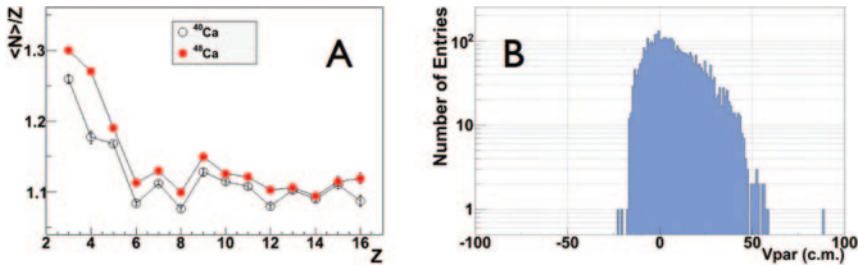 <N>/Z
⁴⁰Ca
⁴⁸Ca
A
1.3
1.2
1.1
2 4 6 8 10 12 14 16
Z
B
Number of Entries
10²
10
1
-100 -50 0 50 100
Vpar (c.m.)